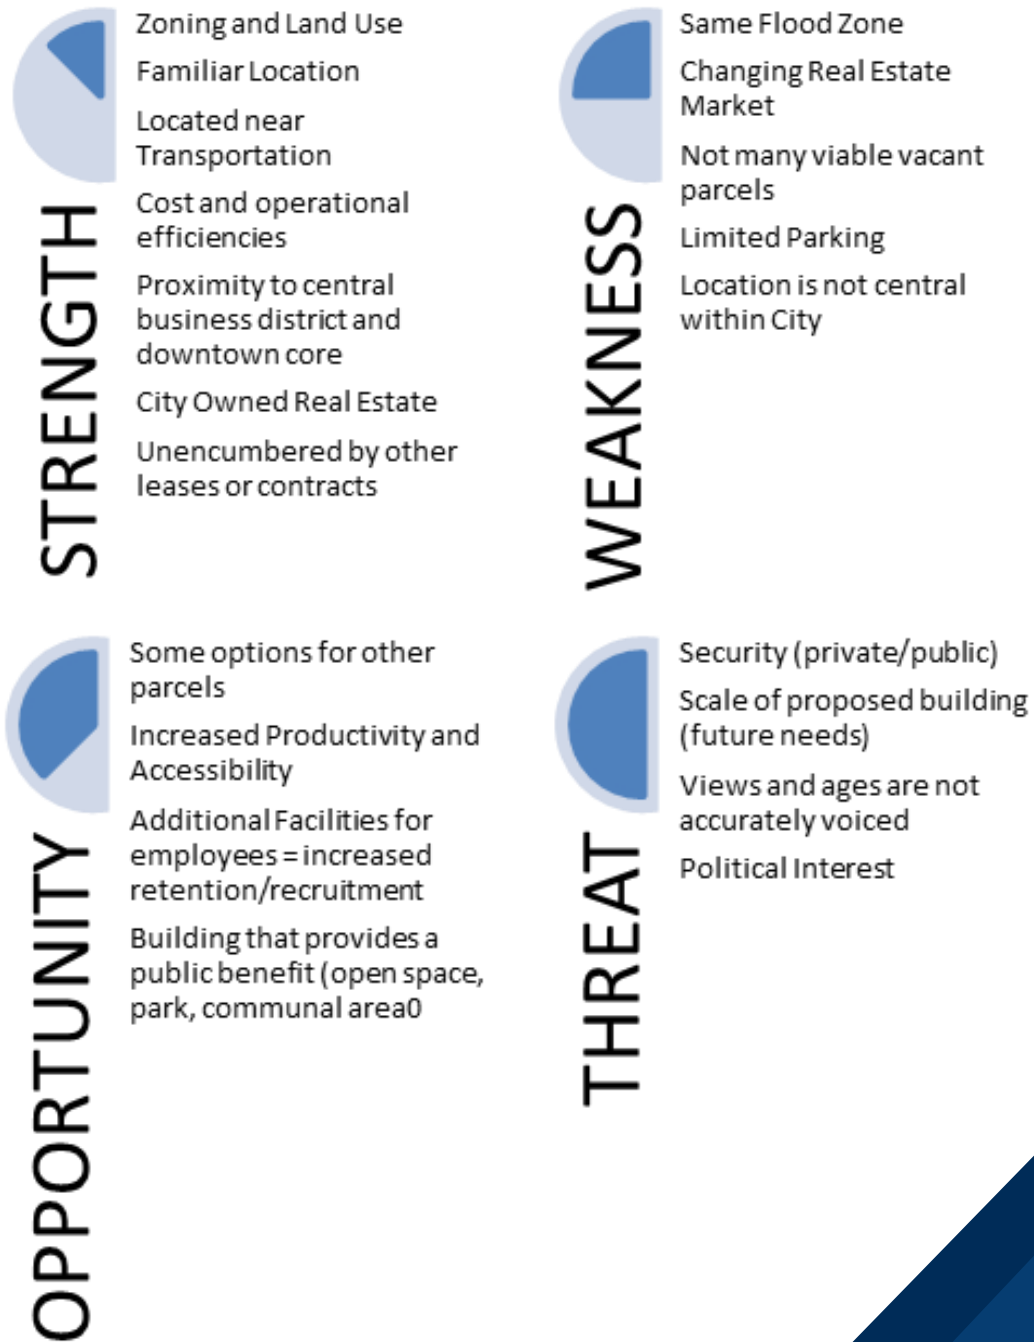 STRENGTH
Zoning and Land Use
Familiar Location
Located near
Transportation
Cost and operational
efficiencies
Proximity to central
business district and
downtown core
City Owned Real Estate
Unencumbered by other
leases or contracts
WEAKNESS
Same Flood Zone
Changing Real Estate
Market
Not many viable vacant
parcels
Limited Parking
Location is not central
within City
OPPORTUNITY
Some options for other
parcels
Increased Productivity and
Accessibility
Additional Facilities for
employees = increased
retention/recruitment
Building that provides a
public benefit (open space,
park, communal area0
THREAT
Security (private/public)
Scale of proposed building
(future needs)
Views and ages are not
accurately voiced
Political Interest